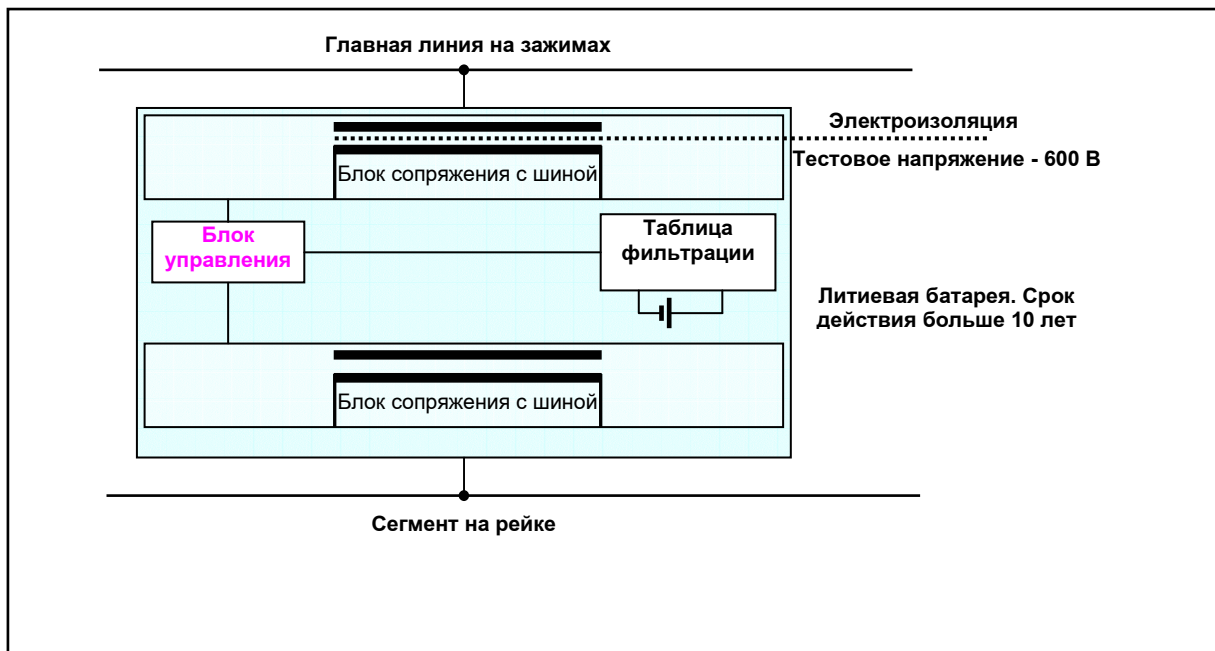 Главная линия на зажимах
Электроизоляция
Тестовое напряжение - 600 В
Блок сопряжения с шиной
Блок
управления
Таблица
фильтрации
Литиевая батарея. Срок
действия больше 10 лет
Блок сопряжения с шиной
Сегмент на рейке